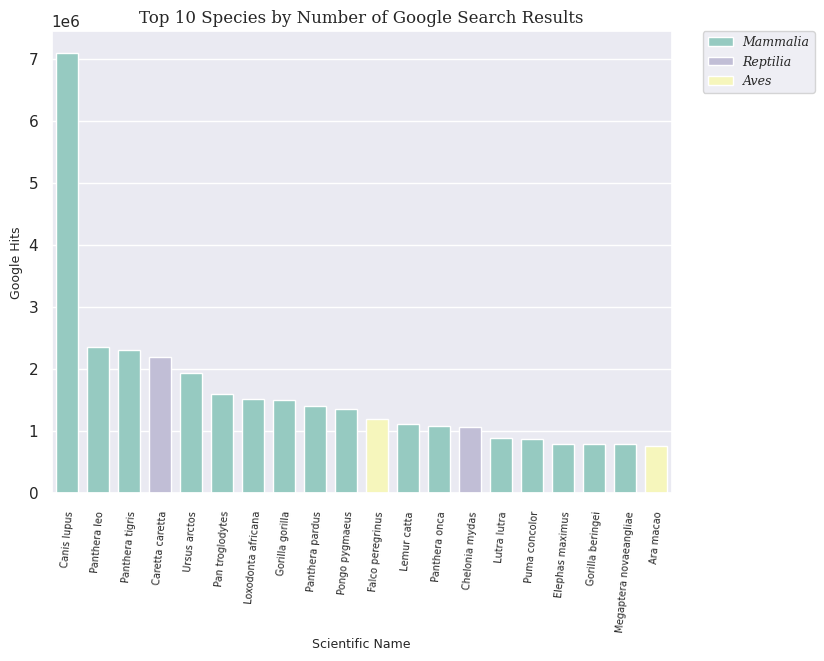 Top 10 Species by Number of Google Search Results
1e6
7
6
5
4
3
2
1
0
Google Hits
Canis lupus
Panthera leo
Panthera tigris
Caretta caretta
Ursus arctos
Pan troglodytes
Loxodonta africana
Gorilla gorilla
Panthera pardus
Pongo pygmaeus
Falco peregrinus
Lemur catta
Panthera onca
Chelonia mydas
Lutra lutra
Puma concolor
Elephas maximus
Gorilla beringei
Megaptera novaeangliae
Ara macao
Scientific Name
Mammalia
Reptilia
Aves